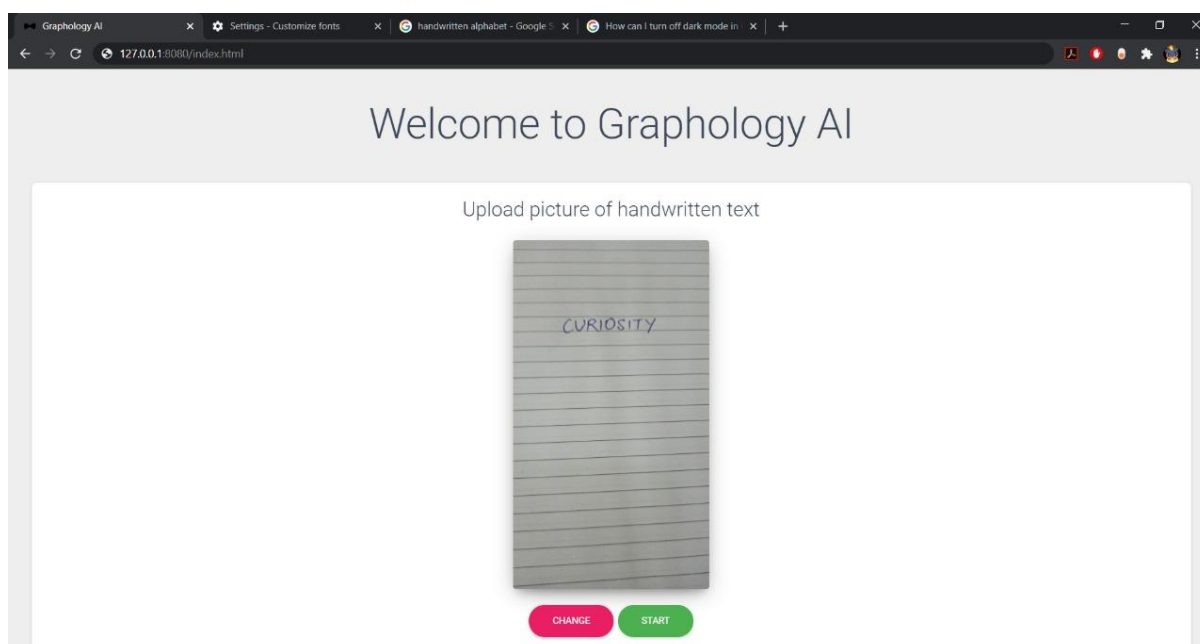 Graphology AI
Settings - Customize fonts
handwritten alphabet - Google S
How can I turn off dark mode in
127.0.0.1:8080/index.html
Welcome to Graphology AI
Upload picture of handwritten text
CURIOSITY
CHANGE
START